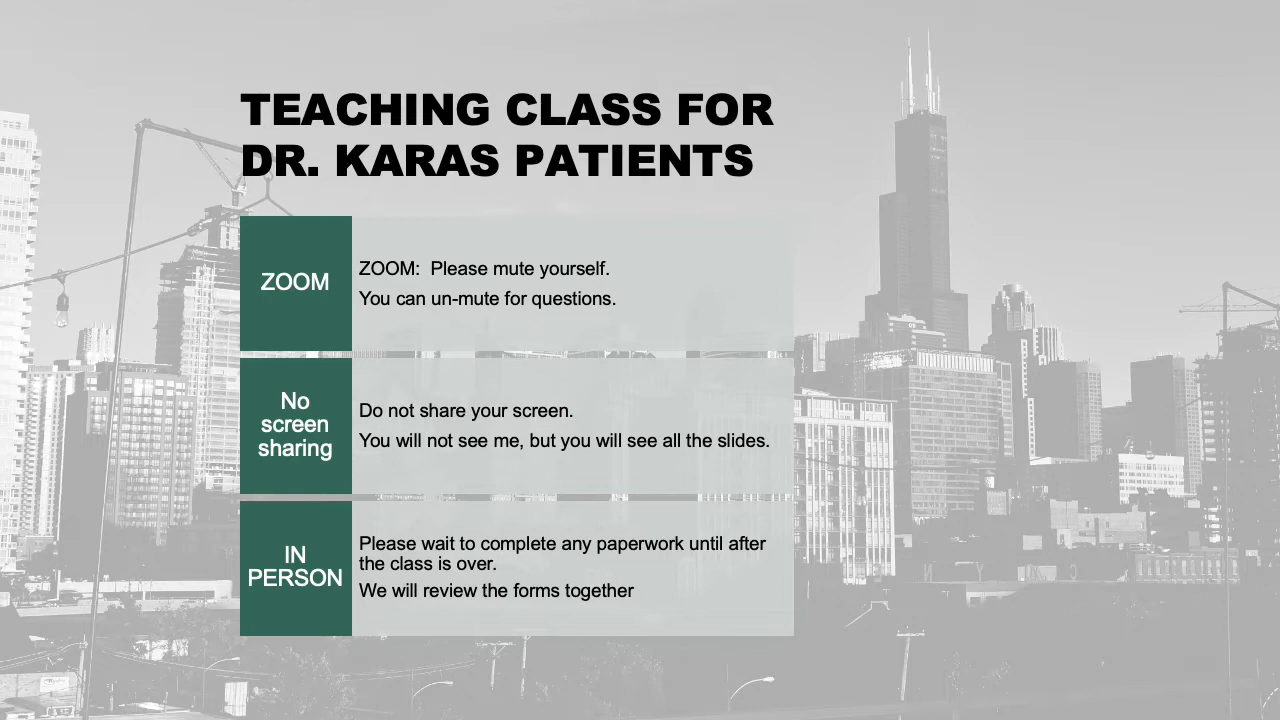 TEACHING CLASS FOR
DR. KARAS PATIENTS
ZOOM
ZOOM:  Please mute yourself.
You can un-mute for questions.
No
screen
sharing
Do not share your screen.
You will not see me, but you will see all the slides.
IN
PERSON
Please wait to complete any paperwork until after
the class is over.
We will review the forms together